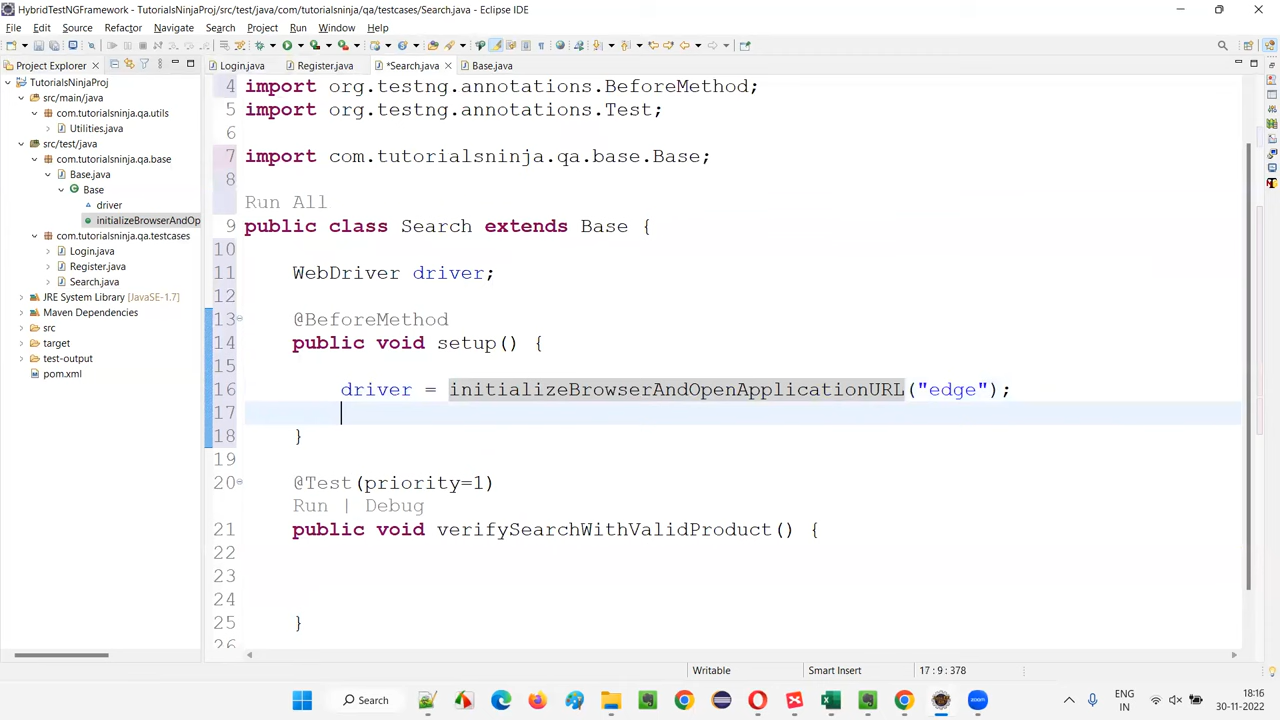 HybridTestNGFramework - TutorialsNinjaProj/src/test/java/com/tutorialsninja/qa/testcases/Search.java - Eclipse IDE
File Edit Source Refactor Navigate Search Project Run Window Help
Project Explorer
Login.java Register.java *Search.java Base.java
TutorialsNinjaProj
src/main/java
com.tutorialsninja.qa.utils
Utilities.java
src/test/java
com.tutorialsninja.qa.base
Base.java
Base
driver
initializeBrowserAndOp
com.tutorialsninja.qa.testcases
Login.java
Register.java
Search.java
JRE System Library [JavaSE-1.7]
Maven Dependencies
src
target
test-output
pom.xml
4 import org.testng.annotations.BeforeMethod;
5 import org.testng.annotations.Test;
6
7 import com.tutorialsninja.qa.base.Base;
8
Run All
9 public class Search extends Base {
10
11 WebDriver driver;
12
13 @BeforeMethod
14 public void setup() {
15
16 driver = initializeBrowserAndOpenApplicationURL("edge");
17
18 }
19
20 @Test(priority=1)
Run | Debug
21 public void verifySearchWithValidProduct() {
22
23
24
25 }
26
Writable Smart Insert 17 : 9 : 378
Search
zoom
ENG
IN
18:16
30-11-2022